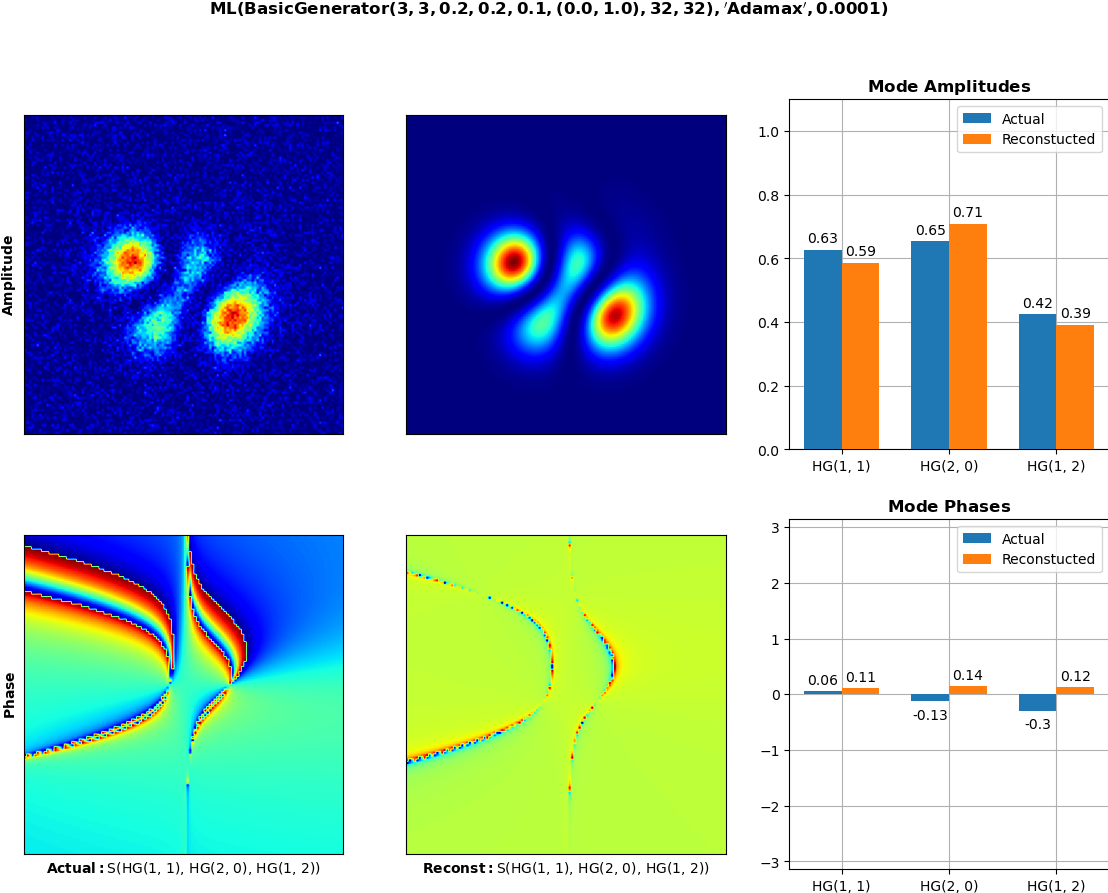 ML(BasicGenerator(3, 3, 0.2, 0.2, 0.1, (0.0, 1.0), 32, 32), 'Adamax', 0.0001)
Amplitude
Mode Amplitudes
Actual
Reconstucted
1.0
0.8
0.6
0.4
0.2
0.0
0.63
0.59
0.65
0.71
0.42
0.39
HG(1, 1)
HG(2, 0)
HG(1, 2)
Phase
Actual: S(HG(1, 1), HG(2, 0), HG(1, 2))
Reconst: S(HG(1, 1), HG(2, 0), HG(1, 2))
Mode Phases
Actual
Reconstucted
3
2
1
0
−1
−2
−3
0.06
0.11
-0.13
0.14
-0.3
0.12
HG(1, 1)
HG(2, 0)
HG(1, 2)